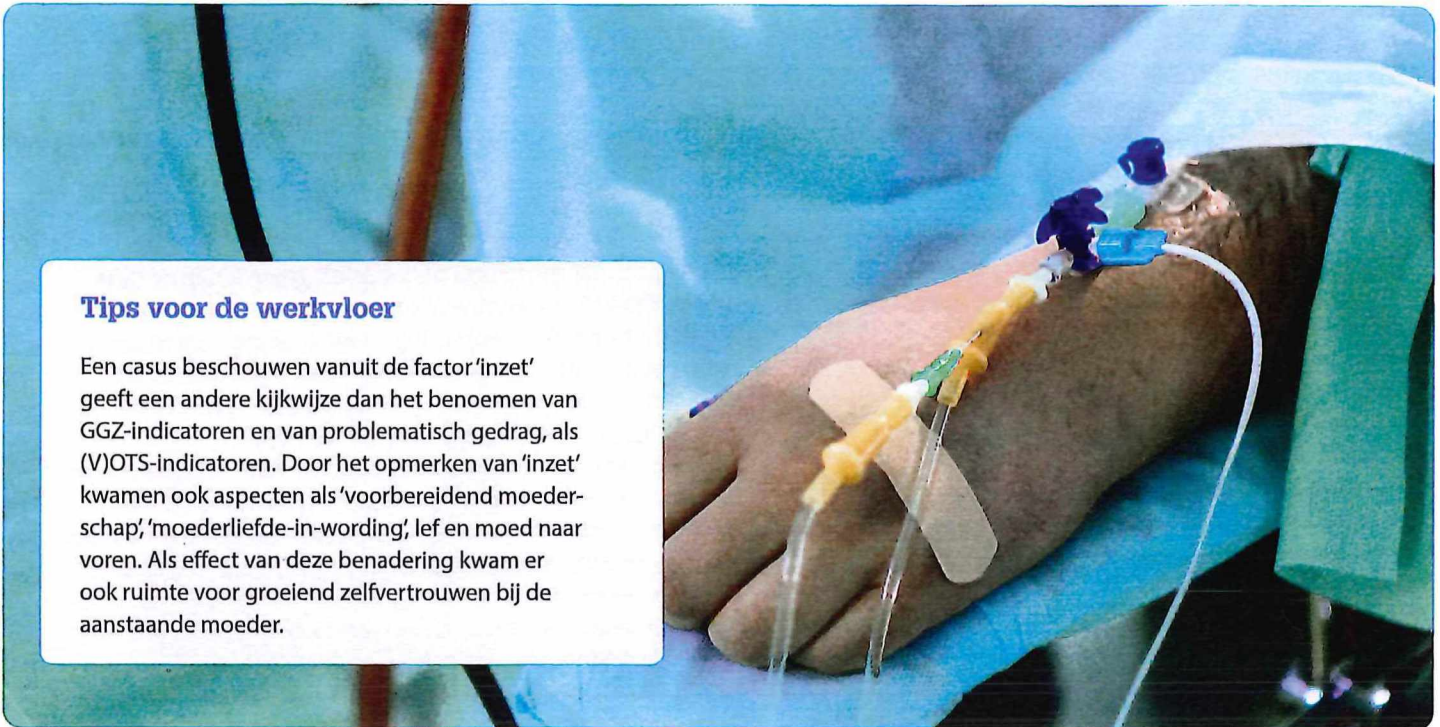 Tips voor de werkvloer
Een casus beschouwen vanuit de factor ‘inzet’
geeft een andere kijkwijze dan het benoemen van
GGZ-indicatoren en van problematisch gedrag, als
(V)OTS-indicatoren. Door het opmerken van ‘inzet’
kwamen ook aspecten als ‘voorbereidend moeder-
schap’, ‘moederliefde-in-wording’, lef en moed naar
voren. Als effect van deze benadering kwam er
ook ruimte voor groeiend zelfvertrouwen bij de
aanstaande moeder.